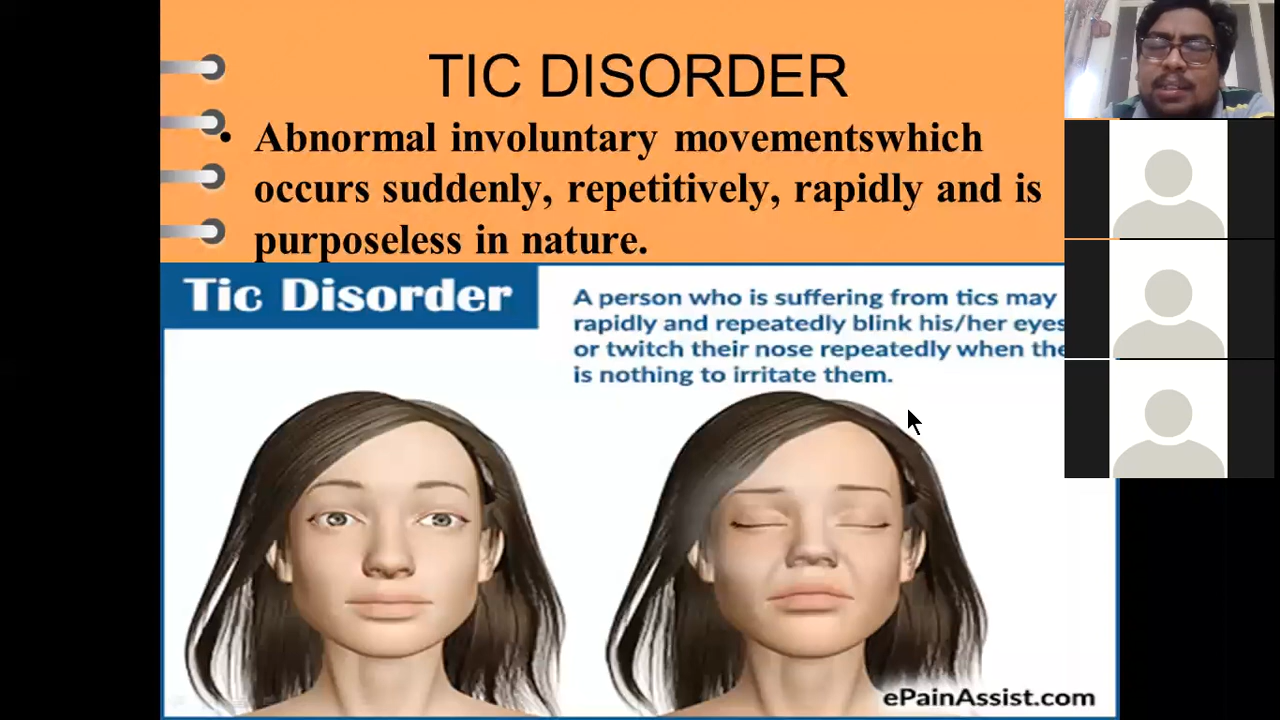 TIC DISORDER
• Abnormal involuntary movementswhich
occurs suddenly, repetitively, rapidly and is
purposeless in nature.
Tic Disorder
A person who is suffering from tics may
rapidly and repeatedly blink his/her eyes
or twitch their nose repeatedly when the
is nothing to irritate them.
ePainAssist.com